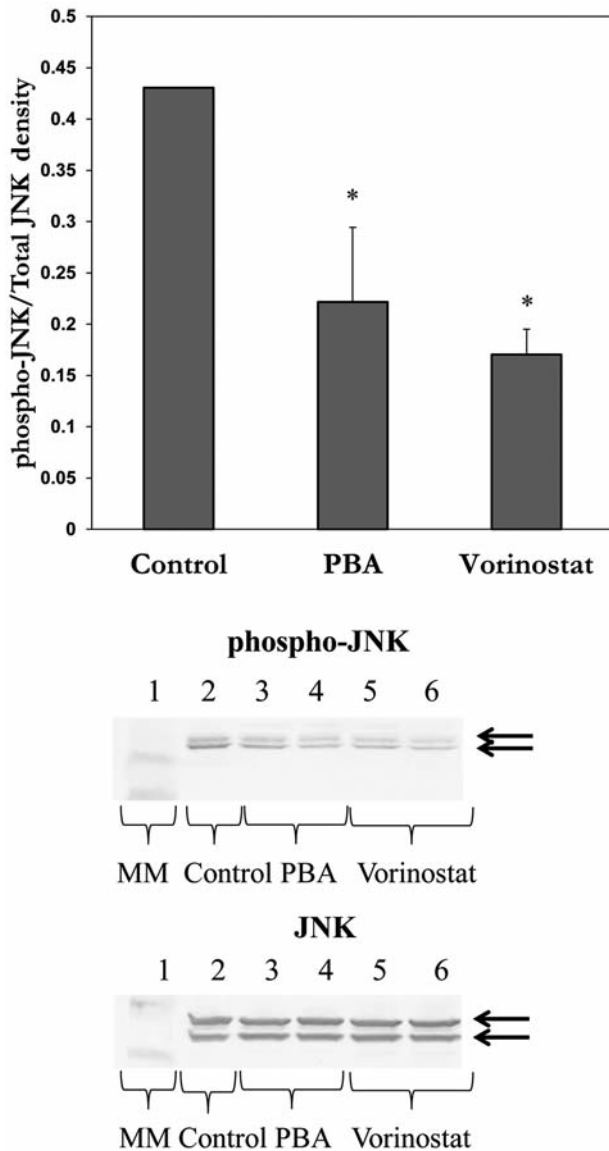 0.5
0.45
0.4
0.35
0.3
0.25
0.2
0.15
0.1
0.05
0
phospho-JNK/Total JNK density
*
*
Control PBA Vorinostat
phospho-JNK
1 2 3 4 5 6
MM Control PBA Vorinostat
JNK
1 2 3 4 5 6
MM Control PBA Vorinostat